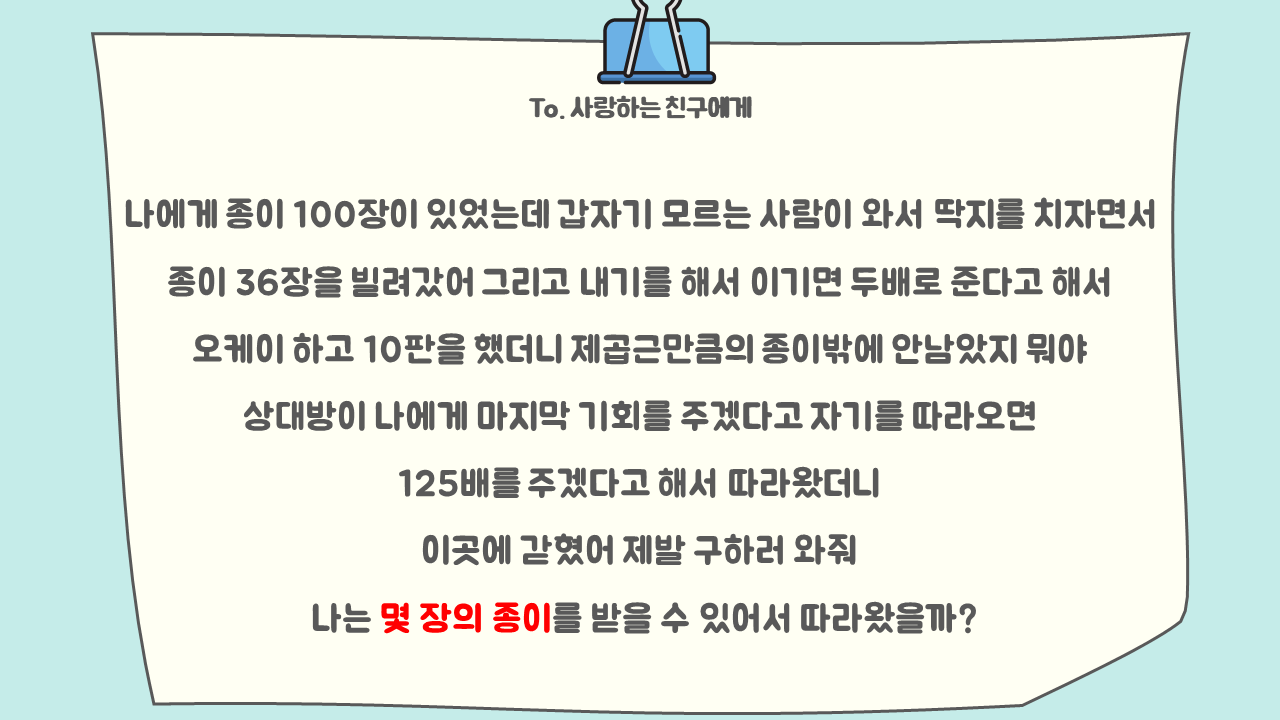 To. 사랑하는 친구에게
나에게 종이 100장이 있었는데 갑자기 모르는 사람이 와서 딱지를 치자면서
종이 36장을 빌려갔어 그리고 내기를 해서 이기면 두배로 준다고 해서
오케이 하고 10판을 했더니 제곱근만큼의 종이밖에 안남았지 뭐야
상대방이 나에게 마지막 기회를 주겠다고 자기를 따라오면
125배를 주겠다고 해서 따라왔더니
이곳에 갇혔어 제발 구하러 와줘
나는 몇 장의 종이를 받을 수 있어서 따라왔을까?